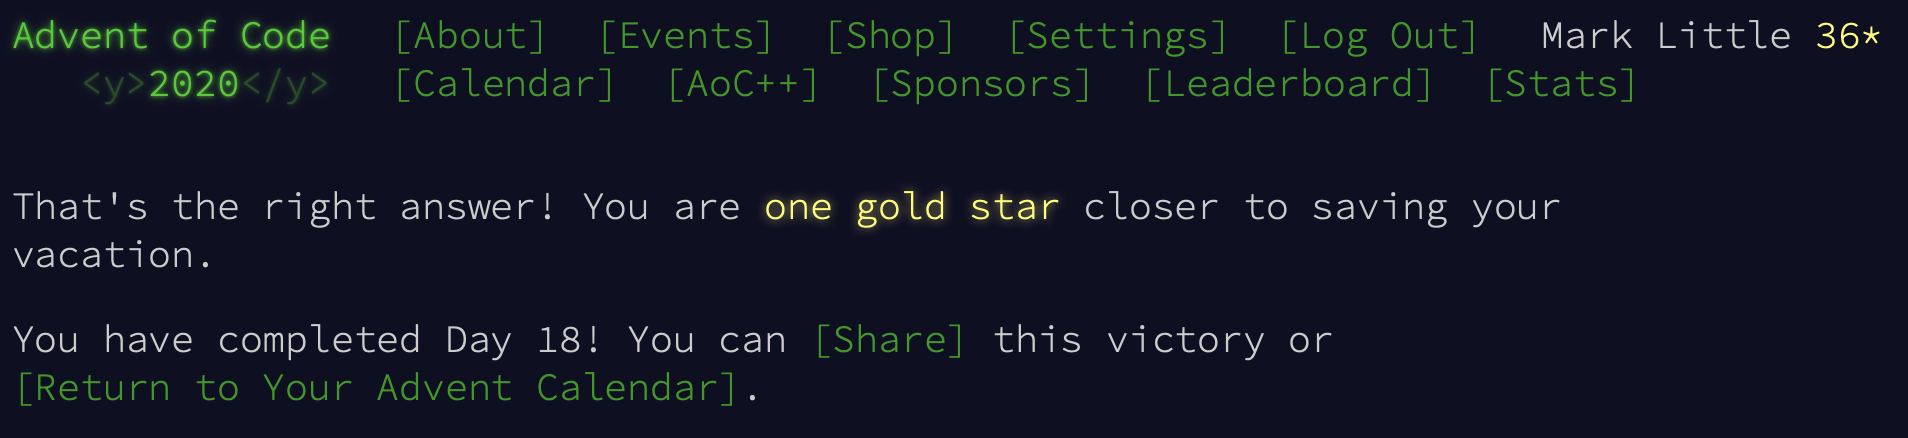 Advent of Code [About] [Events] [Shop] [Settings] [Log Out] Mark Little 36*
<y>2020</y> [Calendar] [AoC++] [Sponsors] [Leaderboard] [Stats]
That's the right answer! You are one gold star closer to saving your
vacation.
You have completed Day 18! You can [Share] this victory or
[Return to Your Advent Calendar].